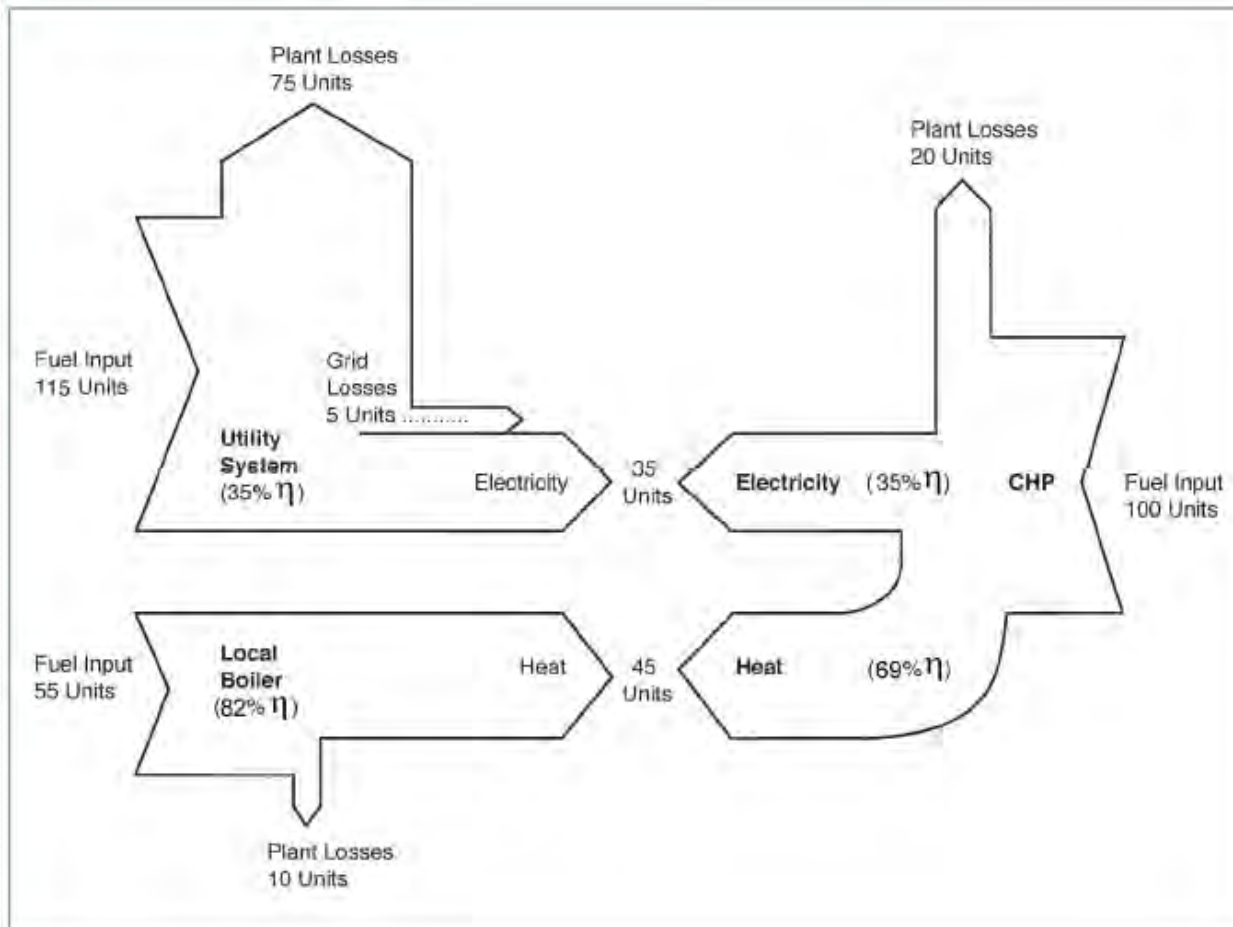 Plant Losses
75 Units
Plant Losses
20 Units
Fuel Input
115 Units
Grid
Losses
5 Units ...........
Utility
System
(35% η)
Electricity
35
Units
Electricity (35% η) CHP
Fuel Input
100 Units
Fuel Input
55 Units
Local
Boiler
(82% η)
Heat
45
Units
Heat (69% η)
Plant Losses
10 Units